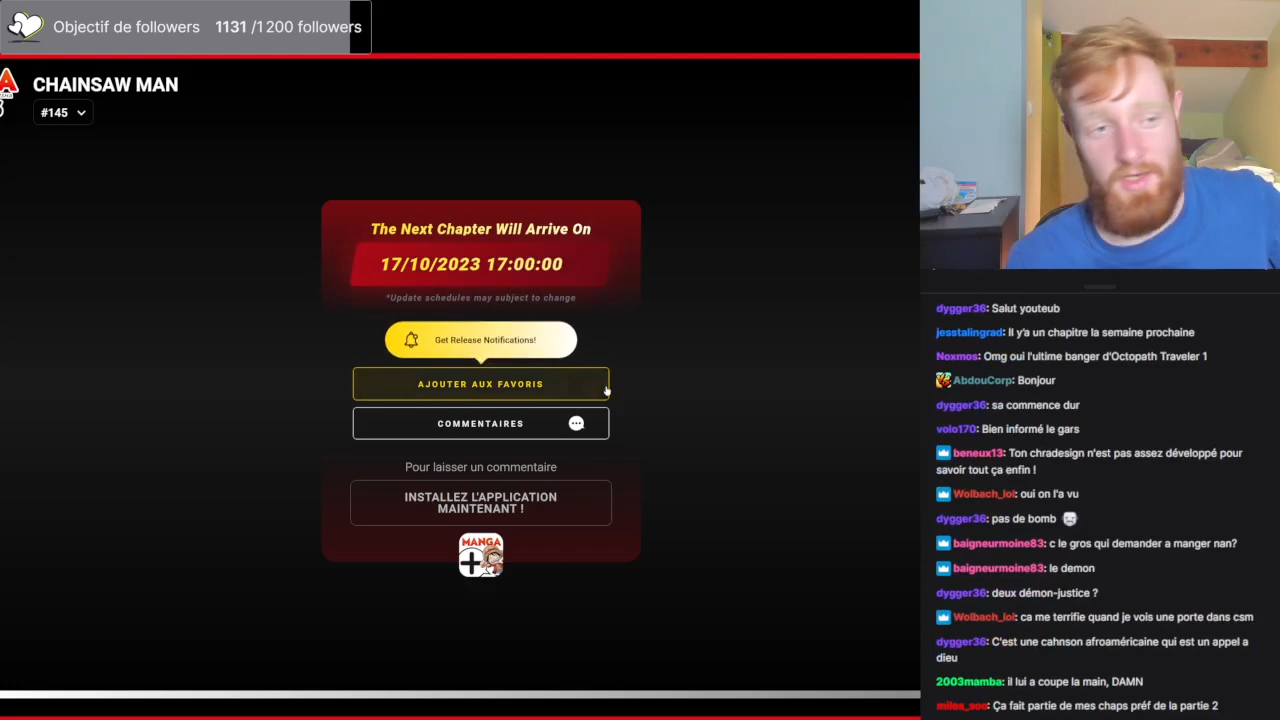 Objectif de followers 1131 /1200 followers
CHAINSAW MAN
#145
The Next Chapter Will Arrive On
17/10/2023 17:00:00
*Update schedules may subject to change
Get Release Notifications!
AJOUTER AUX FAVORIS
COMMENTAIRES
Pour laisser un commentaire
INSTALLEZ L'APPLICATION
MAINTENANT !
MANGA
dygger36: Salut youteub
jesstalingrad: Il y'a un chapitre la semaine prochaine
Noxmos: Omg oui l'ultime banger d'Octopath Traveler 1
AbdouCorp: Bonjour
dygger36: sa commence dur
volo170: Bien informé le gars
beneux13: Ton chradesign n'est pas assez développé pour
savoir tout ça enfin !
Wolbach_lol: oui on l'a vu
dygger36: pas de bomb
baigneurmoine83: c le gros qui demander a manger nan?
baigneurmoine83: le demon
dygger36: deux démon-justice ?
Wolbach_lol: ca me terrifie quand je vois une porte dans csm
dygger36: C'est une cahnson afroaméricaine qui est un appel a
dieu
2003mamba: il lui a coupe la main, DAMN
miles_soo: Ça fait partie de mes chaps préf de la partie 2